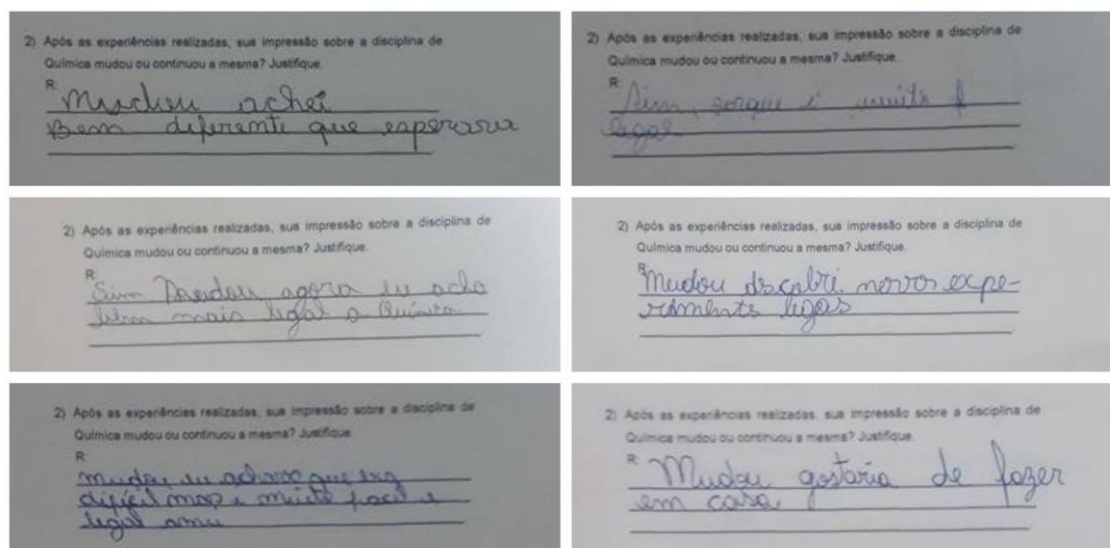 2) Após as experiências realizadas, sua impressão sobre a disciplina de
Química mudou ou continuou a mesma? Justifique.
R:
Mudou achei
Bem diferente que esperava
2) Após as experiências realizadas, sua impressão sobre a disciplina de
Química mudou ou continuou a mesma? Justifique.
R:
Sim, porque é muito
legal
2) Após as experiências realizadas, sua impressão sobre a disciplina de
Química mudou ou continuou a mesma? Justifique.
R:
Sim mudou agora eu acho
bem mais legal a Química
2) Após as experiências realizadas, sua impressão sobre a disciplina de
Química mudou ou continuou a mesma? Justifique.
R:
Mudou descobri novos expe-
riments legas
2) Após as experiências realizadas, sua impressão sobre a disciplina de
Química mudou ou continuou a mesma? Justifique.
R:
mudou eu achava que era
difícil mas é muito facil e
legal amei
2) Após as experiências realizadas, sua impressão sobre a disciplina de
Química mudou ou continuou a mesma? Justifique.
R:
Mudou gostaria de fazer
em casa